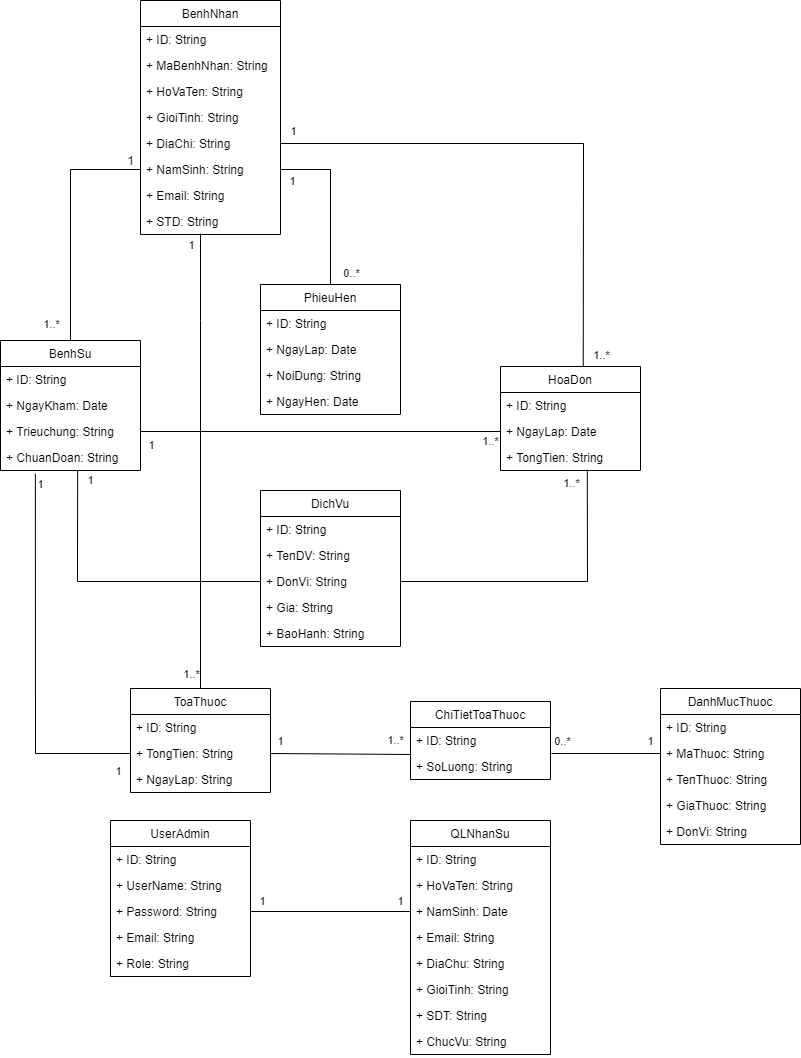 BenhNhan
+ ID: String
+ MaBenhNhan: String
+ HoVaTen: String
+ GioiTinh: String
+ DiaChi: String
+ NamSinh: String
+ Email: String
+ STD: String
1
1
1
1
0..*
1..*
1..*
PhieuHen
+ ID: String
+ NgayLap: Date
+ NoiDung: String
+ NgayHen: Date
BenhSu
+ ID: String
+ NgayKham: Date
+ Trieuchung: String
+ ChuanDoan: String
HoaDon
+ ID: String
+ NgayLap: Date
+ TongTien: String
1
1..*
1
1
1..*
DichVu
+ ID: String
+ TenDV: String
+ DonVi: String
+ Gia: String
+ BaoHanh: String
1..*
ToaThuoc
+ ID: String
+ TongTien: String
+ NgayLap: String
1
1
1..*
ChiTietToaThuoc
+ ID: String
+ SoLuong: String
0..*
1
DanhMucThuoc
+ ID: String
+ MaThuoc: String
+ TenThuoc: String
+ GiaThuoc: String
+ DonVi: String
UserAdmin
+ ID: String
+ UserName: String
+ Password: String
+ Email: String
+ Role: String
1
1
QLNhanSu
+ ID: String
+ HoVaTen: String
+ NamSinh: Date
+ Email: String
+ DiaChu: String
+ GioiTinh: String
+ SDT: String
+ ChucVu: String